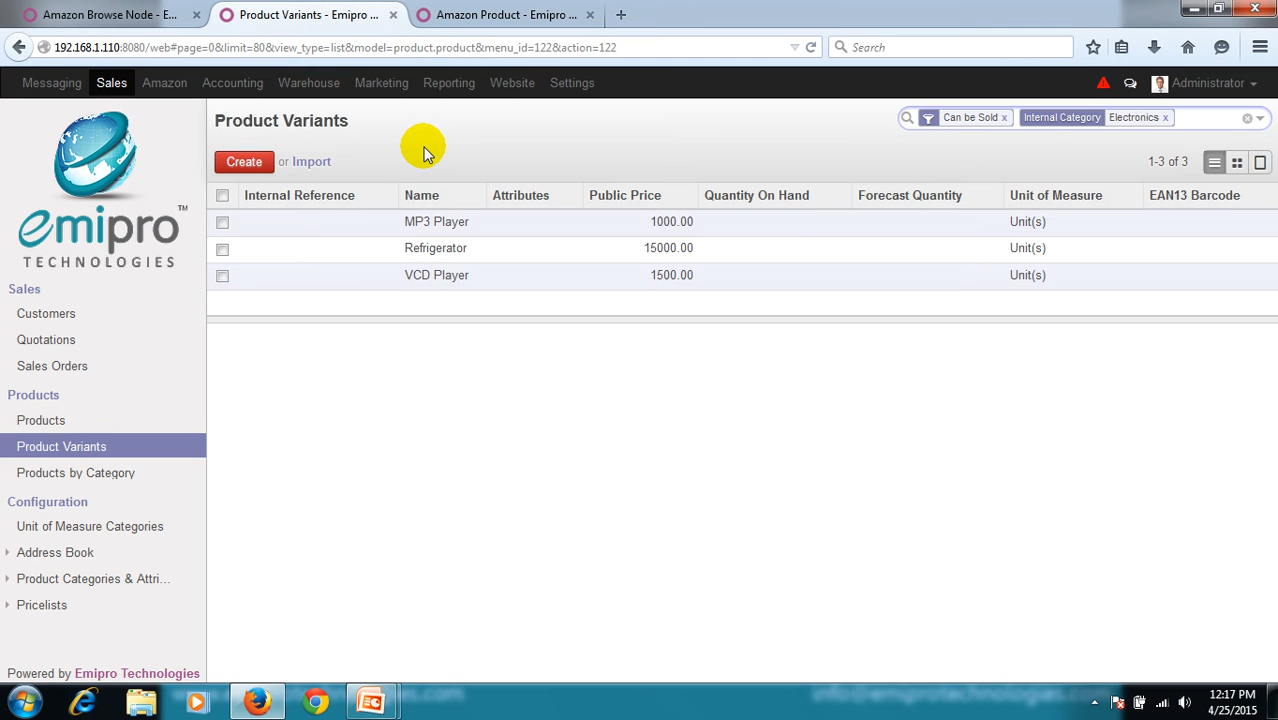 Amazon Browse Node - E...
Product Variants - Emipro ...
Amazon Product - Emipro ...
192.168.1.110:8080/web#page=0&limit=80&view_type=list&model=product.product&menu_id=122&action=122
Search
Messaging Sales Amazon Accounting Warehouse Marketing Reporting Website Settings
Administrator
emipro™
TECHNOLOGIES
Product Variants
Can be Sold x Internal Category Electronics x
Create or Import
1-3 of 3
Internal Reference Name Attributes Public Price Quantity On Hand Forecast Quantity Unit of Measure EAN13 Barcode
MP3 Player 1000.00 Unit(s)
Refrigerator 15000.00 Unit(s)
VCD Player 1500.00 Unit(s)
Sales
Customers
Quotations
Sales Orders
Products
Products
Product Variants
Products by Category
Configuration
Unit of Measure Categories
Address Book
Product Categories & Attri...
Pricelists
Powered by Emipro Technologies
12:17 PM
4/25/2015